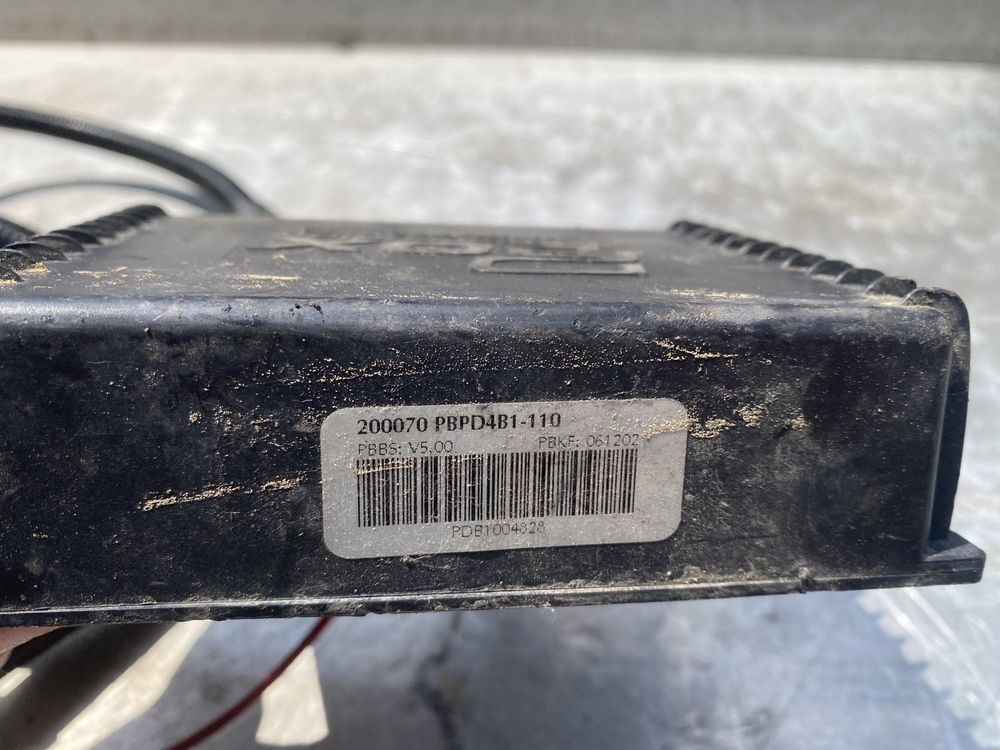 200070 PBPD4B1-110
PBBS: V5.00 PBKF: 061202
PDB1004828